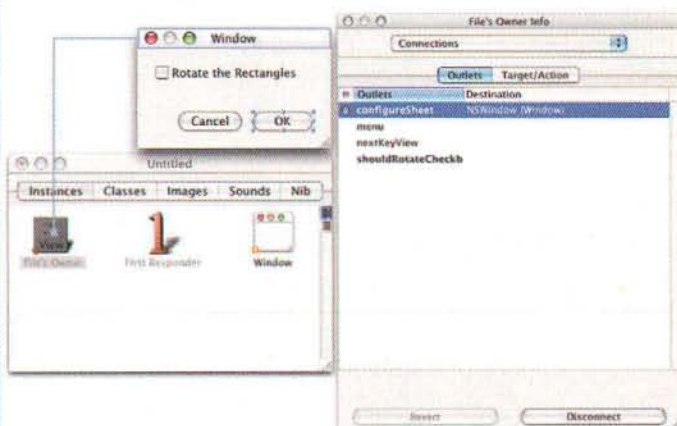 Window
Rotate the Rectangles
Cancel
OK
Untitled
Instances Classes Images Sounds Nib
File's Owner
First Responder
Window
File's Owner Info
Connections
Outlets Target/Action
Outlets Destination
configureSheet NSWindow (Window)
menu
nextKeyView
shouldRotateCheckb
Revert
Disconnect